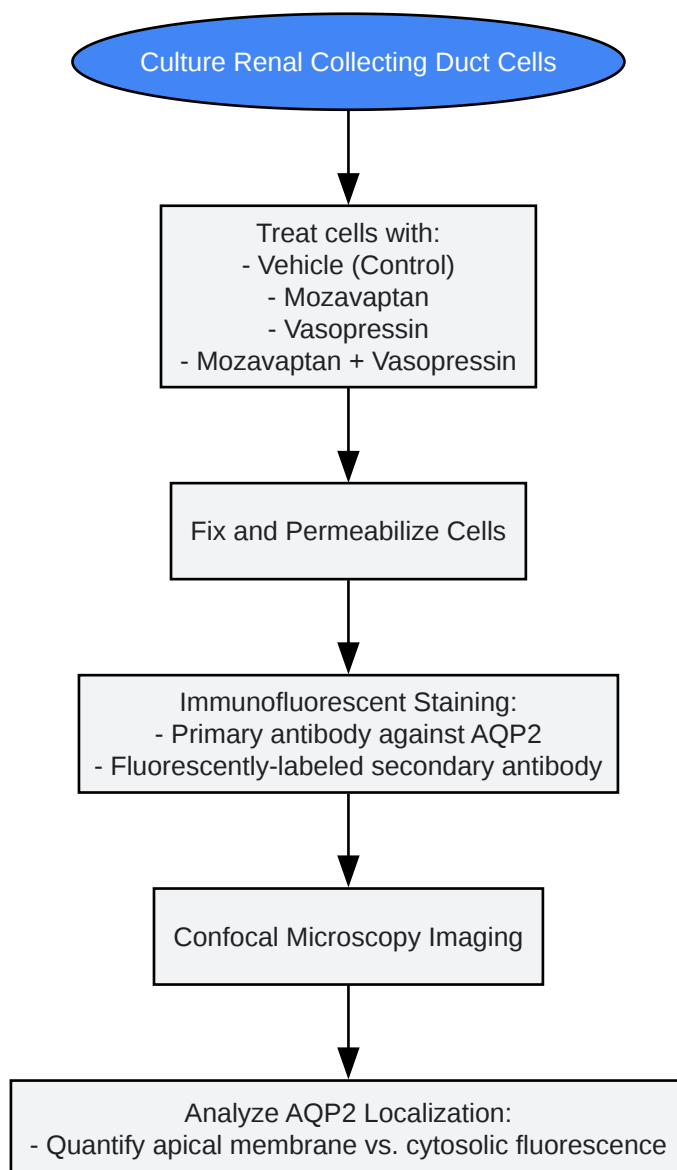 Culture Renal Collecting Duct Cells
Treat cells with:
- Vehicle (Control)
- Mozavaptan
- Vasopressin
- Mozavaptan + Vasopressin
Fix and Permeabilize Cells
Immunofluorescent Staining:
- Primary antibody against AQP2
- Fluorescently-labeled secondary antibody
Confocal Microscopy Imaging
Analyze AQP2 Localization:
- Quantify apical membrane vs. cytosolic fluorescence